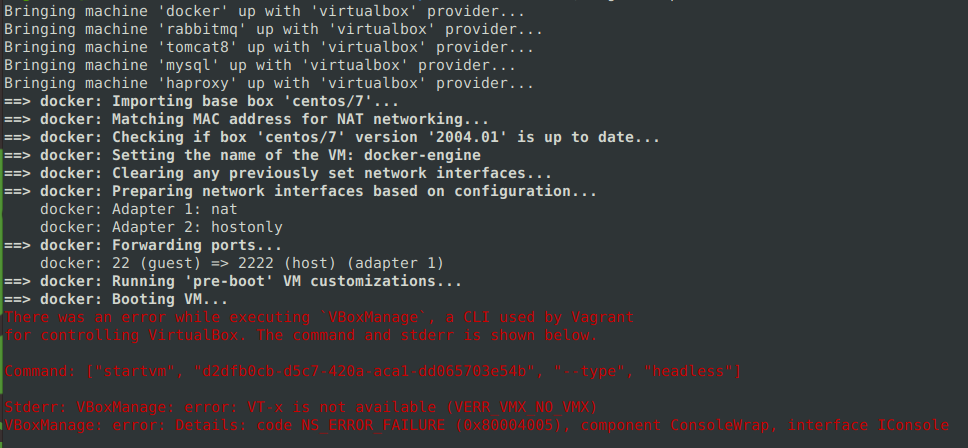 Bringing machine 'docker' up with 'virtualbox' provider...
Bringing machine 'rabbitmq' up with 'virtualbox' provider...
Bringing machine 'tomcat8' up with 'virtualbox' provider...
Bringing machine 'mysql' up with 'virtualbox' provider...
Bringing machine 'haproxy' up with 'virtualbox' provider...
==> docker: Importing base box 'centos/7'...
==> docker: Matching MAC address for NAT networking...
==> docker: Checking if box 'centos/7' version '2004.01' is up to date...
==> docker: Setting the name of the VM: docker-engine
==> docker: Clearing any previously set network interfaces...
==> docker: Preparing network interfaces based on configuration...
    docker: Adapter 1: nat
    docker: Adapter 2: hostonly
==> docker: Forwarding ports...
    docker: 22 (guest) => 2222 (host) (adapter 1)
==> docker: Running 'pre-boot' VM customizations...
==> docker: Booting VM...
There was an error while executing `VBoxManage`, a CLI used by Vagrant
for controlling VirtualBox. The command and stderr is shown below.
Command: ["startvm", "d2dfb0cb-d5c7-420a-aca1-dd065703e54b", "--type", "headless"]
Stderr: VBoxManage: error: VT-x is not available (VERR_VMX_NO_VMX)
VBoxManage: error: Details: code NS_ERROR_FAILURE (0x80004005), component ConsoleWrap, interface IConsole